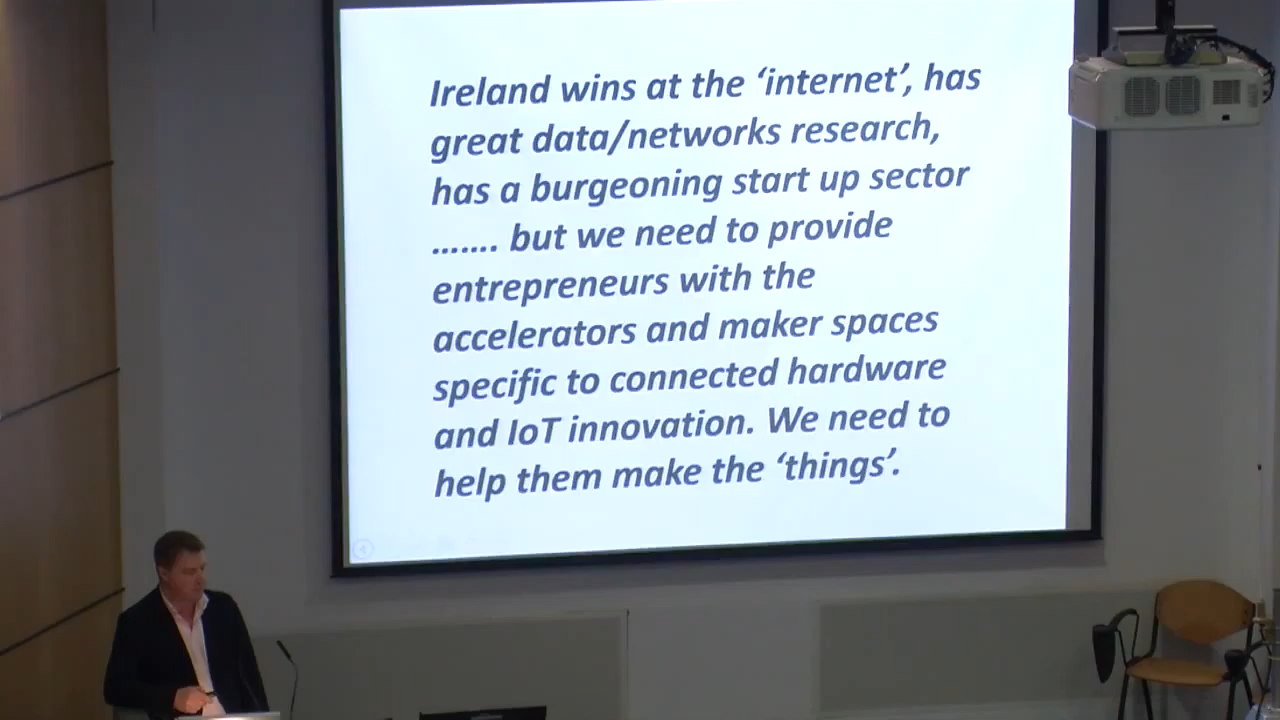 Ireland wins at the ‘internet’, has
great data/networks research,
has a burgeoning start up sector
....... but we need to provide
entrepreneurs with the
accelerators and maker spaces
specific to connected hardware
and IoT innovation. We need to
help them make the ‘things’.